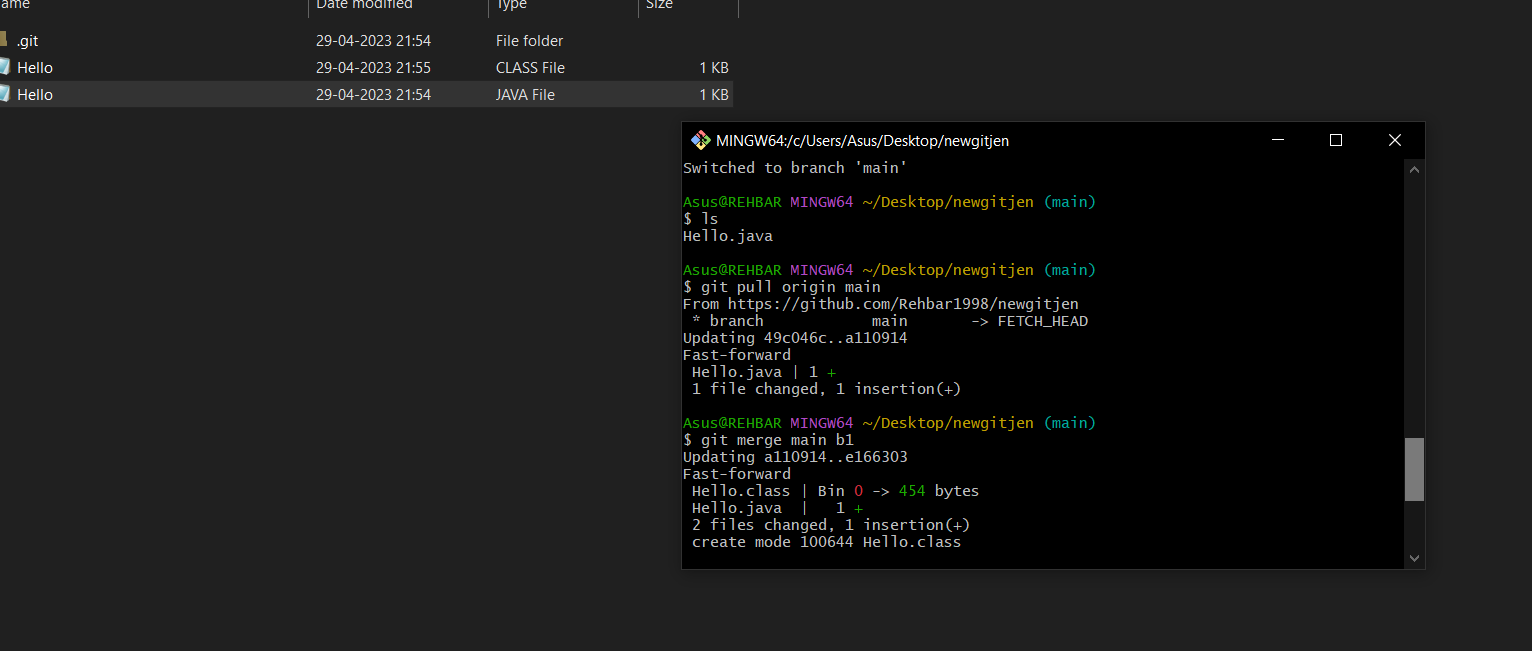 ame Date modified Type Size
.git 29-04-2023 21:54 File folder
Hello 29-04-2023 21:55 CLASS File 1 KB
Hello 29-04-2023 21:54 JAVA File 1 KB
MINGW64:/c/Users/Asus/Desktop/newgitjen
Switched to branch 'main'
Asus@REHBAR MINGW64 ~/Desktop/newgitjen (main)
$ ls
Hello.java
Asus@REHBAR MINGW64 ~/Desktop/newgitjen (main)
$ git pull origin main
From https://github.com/Rehbar1998/newgitjen
 * branch            main       -> FETCH_HEAD
Updating 49c046c..a110914
Fast-forward
 Hello.java | 1 +
 1 file changed, 1 insertion(+)
Asus@REHBAR MINGW64 ~/Desktop/newgitjen (main)
$ git merge main b1
Updating a110914..e166303
Fast-forward
 Hello.class | Bin 0 -> 454 bytes
 Hello.java  |   1 +
 2 files changed, 1 insertion(+)
 create mode 100644 Hello.class